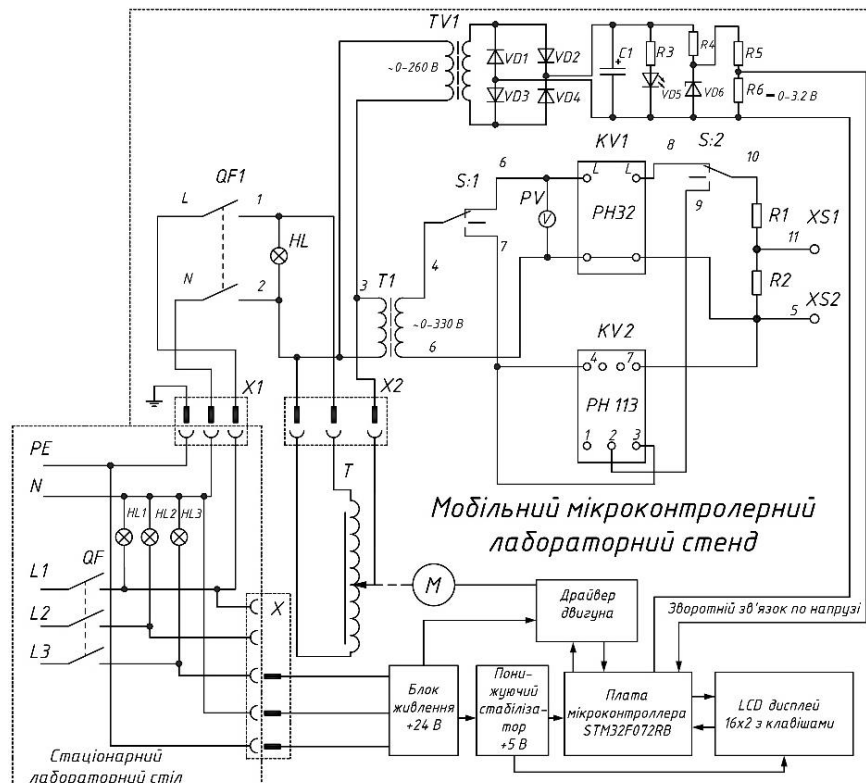 TV1
~0-260 В
VD1
VD2
VD3
VD4
C1
+
R3
VD5
R4
VD6
R5
R6
=0-3.2 В
QF1
L
1
N
2
HL
S:1
6
7
4
PV
V
KV1
L
L
РН32
8
S:2
10
9
R1
11
XS1
R2
5
XS2
3
T1
~0-330 В
6
KV2
4
7
РН 113
1
2
3
X1
X2
T
PE
N
HL1
HL2
HL3
QF
L1
L2
L3
X
Стаціонарний
лабораторний стіл
Мобільний мікроконтролерний
лабораторний стенд
M
Драйвер
двигуна
Зворотній зв'язок по напрузі
Блок
живлення
+24 В
Пони-
жуючий
стабіліза-
тор
+5 В
Плата
мікроконтроллера
STM32F072RB
LCD дисплей
16x2 з клавішами